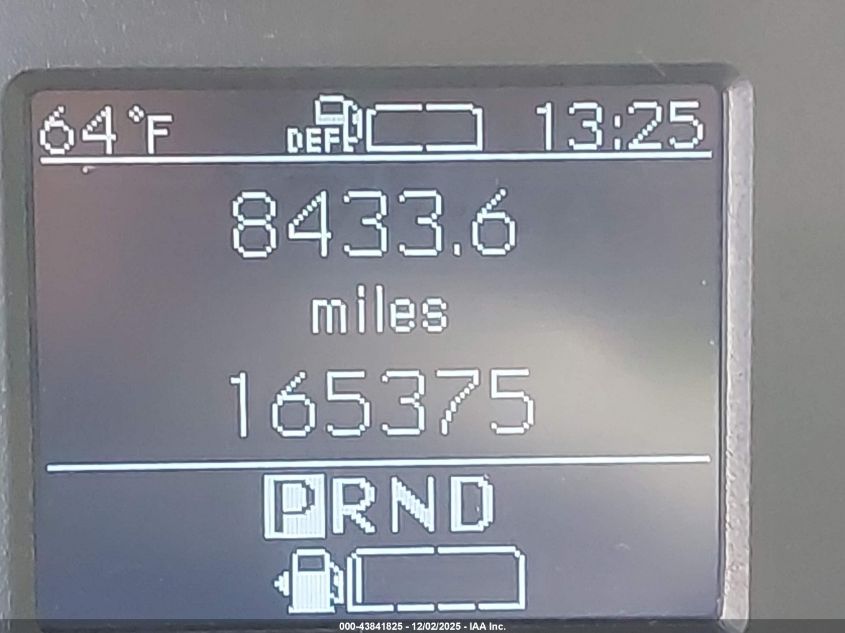 64°F DEF 13:25
8433.6
miles
165375
PRND
000-43841825 - 12/02/2025 - IAA Inc.